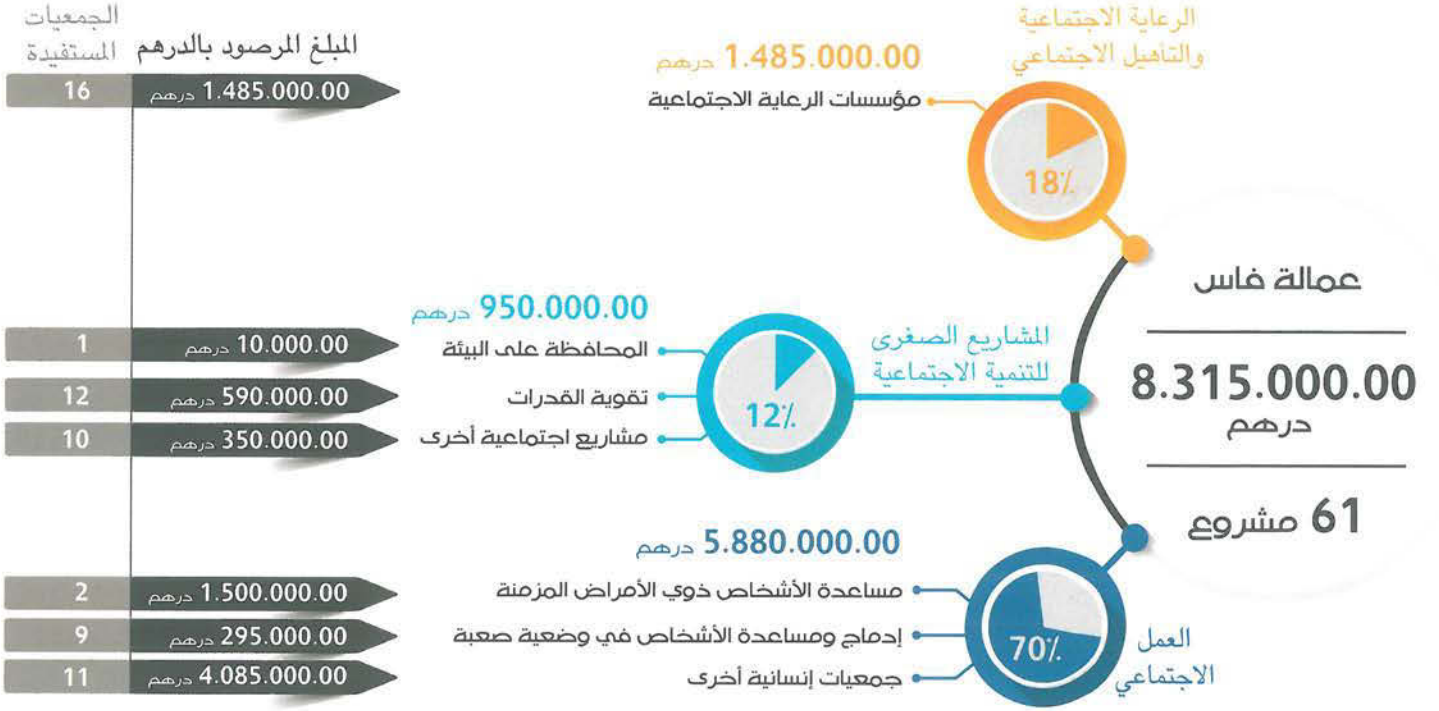 عمالة فاس
8.315.000.00
درهم
61 مشروع
الرعاية الاجتماعية
والتأهيل الاجتماعي
18٪
1.485.000.00 درهم
مؤسسات الرعاية الاجتماعية
المبلغ المرصود بالدرهم
الجمعيات
المستفيدة
1.485.000.00 درهم
16
المشاريع الصغرى
للتنمية الاجتماعية
12٪
950.000.00 درهم
المحافظة على البيئة
10.000.00 درهم
1
تقوية القدرات
590.000.00 درهم
12
مشاريع اجتماعية أخرى
350.000.00 درهم
10
العمل
الاجتماعي
70٪
5.880.000.00 درهم
مساعدة الأشخاص ذوي الأمراض المزمنة
1.500.000.00 درهم
2
إدماج ومساعدة الأشخاص في وضعية صعبة
295.000.00 درهم
9
جمعيات إنسانية أخرى
4.085.000.00 درهم
11